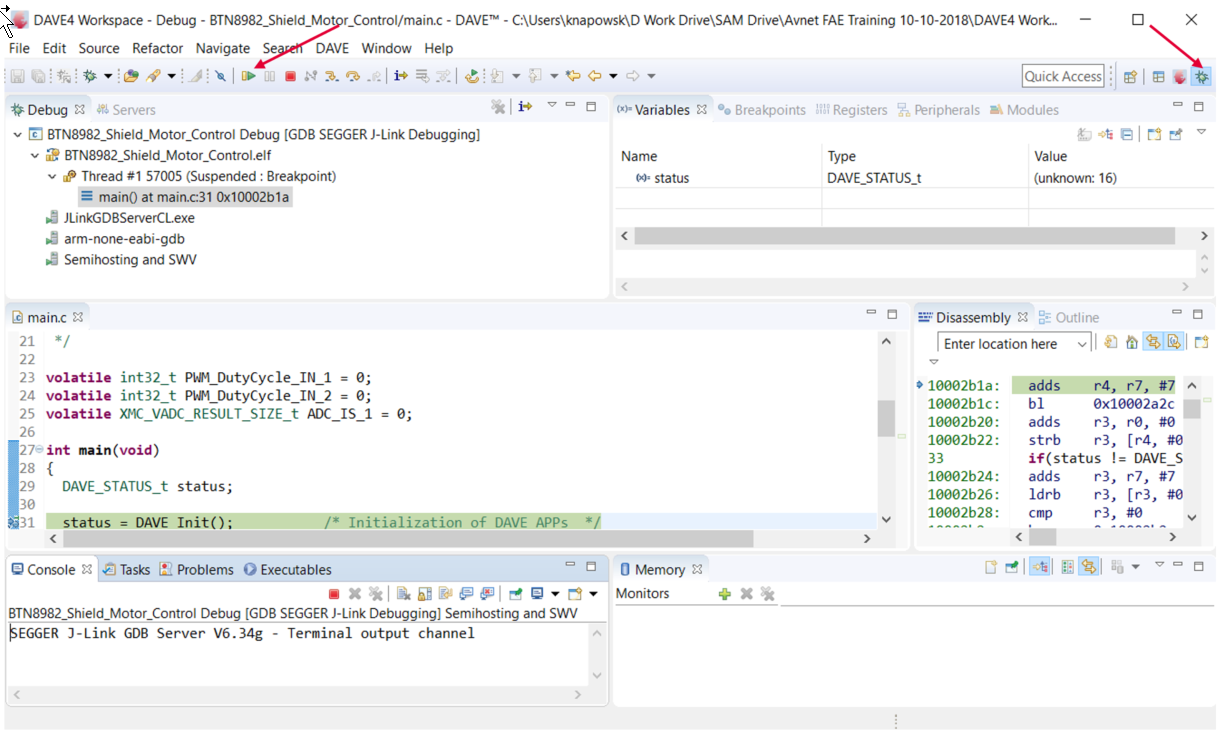 DAVE4 Workspace - Debug - BTN8982_Shield_Motor_Control/main.c - DAVE™ - C:\Users\knapowsk\D Work Drive\SAM Drive\Avnet FAE Training 10-10-2018\DAVE4 Work...
File Edit Source Refactor Navigate Search DAVE Window Help
Quick Access
Debug Servers
BTN8982_Shield_Motor_Control Debug [GDB SEGGER J-Link Debugging]
BTN8982_Shield_Motor_Control.elf
Thread #1 57005 (Suspended : Breakpoint)
main() at main.c:31 0x10002b1a
JLinkGDBServerCL.exe
arm-none-eabi-gdb
Semihosting and SWV
(x)= Variables Breakpoints Registers Peripherals Modules
Name Type Value
(x)= status DAVE_STATUS_t (unknown: 16)
main.c
21 */
22
23 volatile int32_t PWM_DutyCycle_IN_1 = 0;
24 volatile int32_t PWM_DutyCycle_IN_2 = 0;
25 volatile XMC_VADC_RESULT_SIZE_t ADC_IS_1 = 0;
26
27 int main(void)
28 {
29 DAVE_STATUS_t status;
30
31 status = DAVE_Init(); /* Initialization of DAVE APPs */
Disassembly Outline
Enter location here
10002b1a: adds r4, r7, #7
10002b1c: bl 0x10002a2c
10002b20: adds r3, r0, #0
10002b22: strb r3, [r4, #0
33 if(status != DAVE_S
10002b24: adds r3, r7, #7
10002b26: ldrb r3, [r3, #0
10002b28: cmp r3, #0
Console Tasks Problems Executables
BTN8982_Shield_Motor_Control Debug [GDB SEGGER J-Link Debugging] Semihosting and SWV
SEGGER J-Link GDB Server V6.34g - Terminal output channel
Memory
Monitors